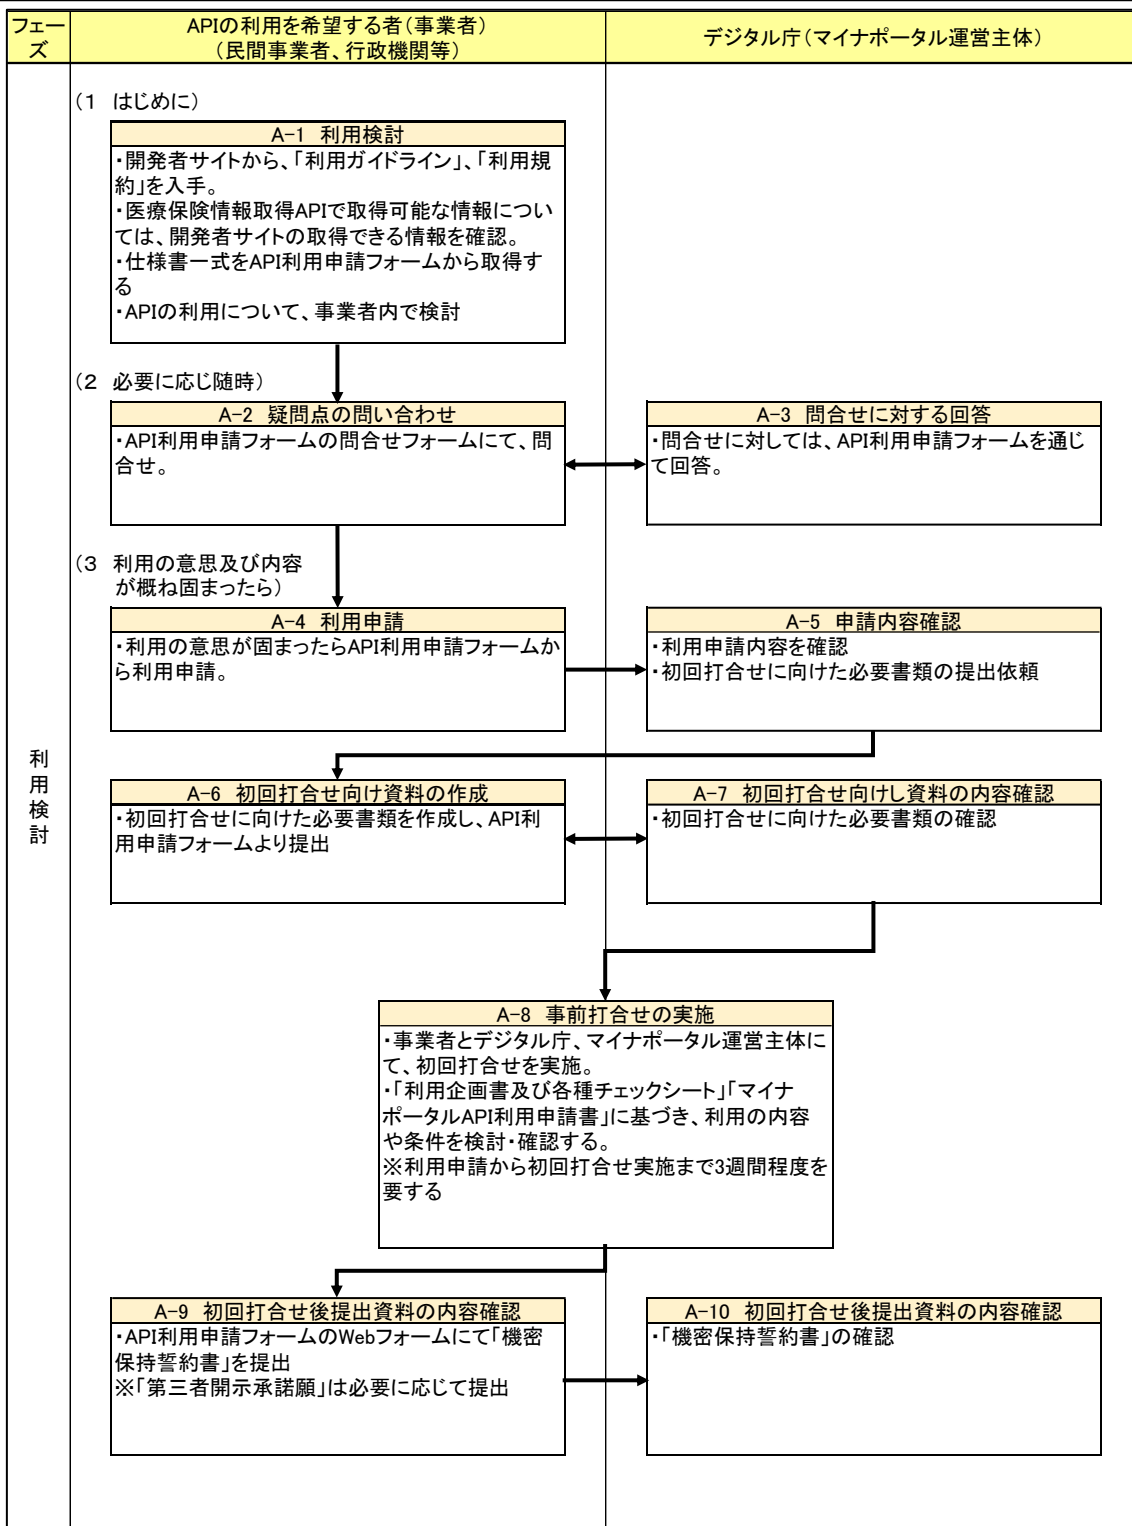 フェー
ズ
APIの利用を希望する者（事業者）
（民間事業者、行政機関等）
デジタル庁（マイナポータル運営主体）
利
用
検
討
（１　はじめに）
A-1　利用検討
・開発者サイトから、「利用ガイドライン」、「利用規
約」を入手。
・医療保険情報取得APIで取得可能な情報につい
ては、開発者サイトの取得できる情報を確認。
・仕様書一式をAPI利用申請フォームから取得す
る
・APIの利用について、事業者内で検討
（２　必要に応じ随時）
A-2　疑問点の問い合わせ
・API利用申請フォームの問合せフォームにて、問
合せ。
A-3　問合せに対する回答
・問合せに対しては、API利用申請フォームを通じ
て回答。
（３　利用の意思及び内容
が概ね固まったら）
A-4　利用申請
・利用の意思が固まったらAPI利用申請フォームか
ら利用申請。
A-5　申請内容確認
・利用申請内容を確認
・初回打合せに向けた必要書類の提出依頼
A-6　初回打合せ向け資料の作成
・初回打合せに向けた必要書類を作成し、API利
用申請フォームより提出
A-7　初回打合せ向けし資料の内容確認
・初回打合せに向けた必要書類の確認
A-8　事前打合せの実施
・事業者とデジタル庁、マイナポータル運営主体に
て、初回打合せを実施。
・「利用企画書及び各種チェックシート」「マイナ
ポータルAPI利用申請書」に基づき、利用の内容
や条件を検討・確認する。
※利用申請から初回打合せ実施まで3週間程度を
要する
A-9　初回打合せ後提出資料の内容確認
・API利用申請フォームのWebフォームにて「機密
保持誓約書」を提出
※「第三者開示承諾願」は必要に応じて提出
A-10　初回打合せ後提出資料の内容確認
・「機密保持誓約書」の確認